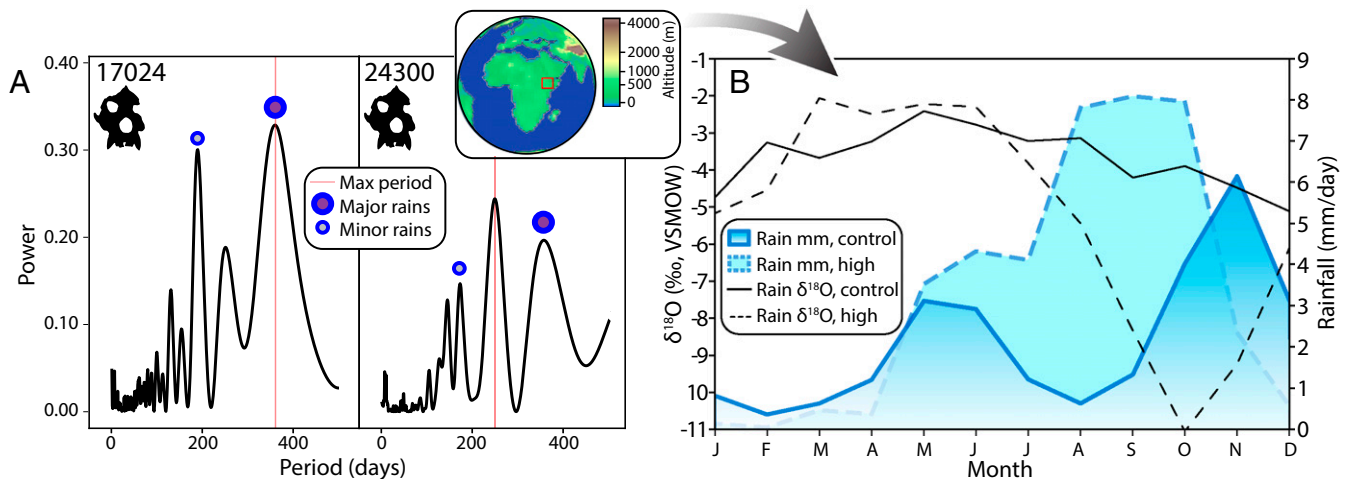 A
0.40
0.30
0.20
0.10
0.00
Power
17024
24300
0
200
400
0
200
400
Period (days)
Max period
Major rains
Minor rains
4000
2000
1000
500
0
Altitude (m)
B
-1
-2
-3
-4
-5
-6
-7
-8
-9
10
-11
δ18O (‰, VSMOW)
Rain mm, control
Rain mm, high
Rain δ18O, control
Rain δ18O, high
9
8
7
6
5
4
3
2
1
0
Rainfall (mm/day)
J F M A M J J A S O N D
Month